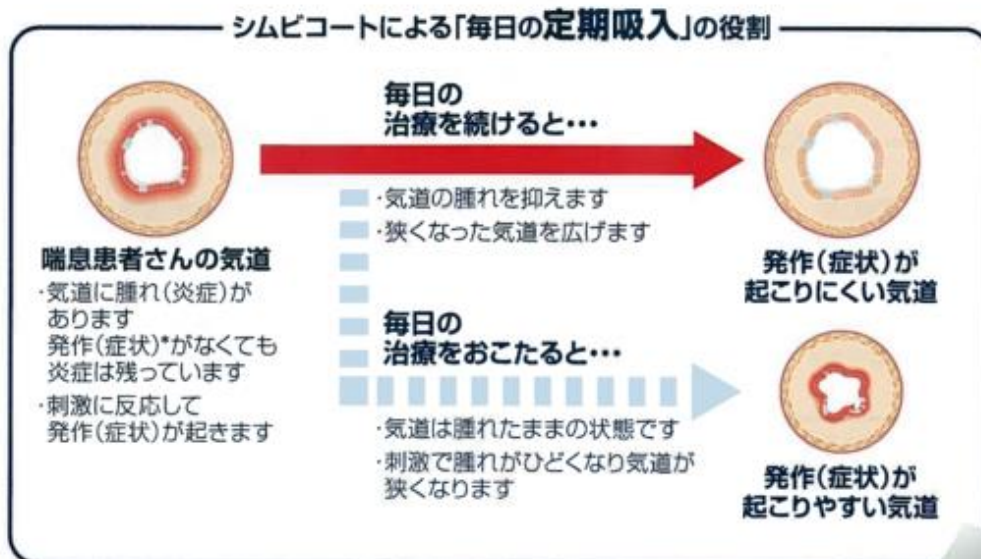 シムビコートによる「毎日の定期吸入」の役割
毎日の
治療を続けると･･･
･気道の腫れを抑えます
･狭くなった気道を広げます
喘息患者さんの気道
･気道に腫れ(炎症)が
あります
発作(症状)*がなくても
炎症は残っています
･刺激に反応して
発作(症状)が起きます
発作(症状)が
起こりにくい気道
毎日の
治療をおこたると･･･
･気道は腫れたままの状態です
･刺激で腫れがひどくなり気道が
狭くなります
発作(症状)が
起こりやすい気道